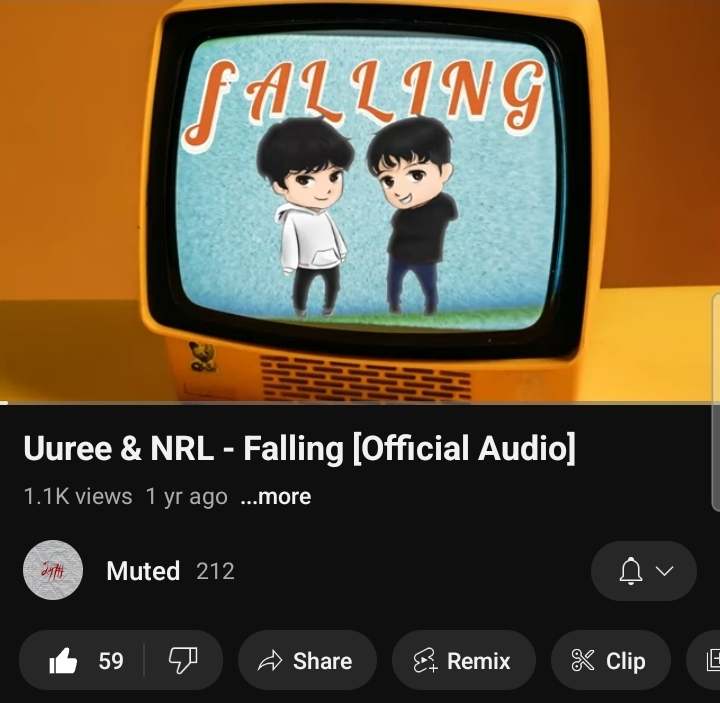 fALLING
Uuree & NRL - Falling [Official Audio]
1.1K views 1 yr ago ...more
Muted 212
59 Share Remix Clip